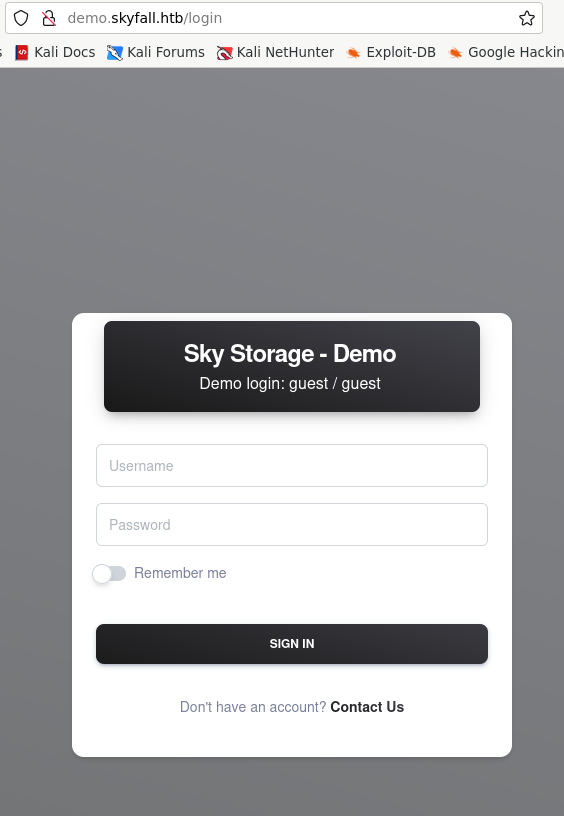 demo.skyfall.htb/login
Kali Docs Kali Forums Kali NetHunter Exploit-DB Google Hackin
Sky Storage - Demo
Demo login: guest / guest
Username
Password
Remember me
SIGN IN
Don't have an account? Contact Us